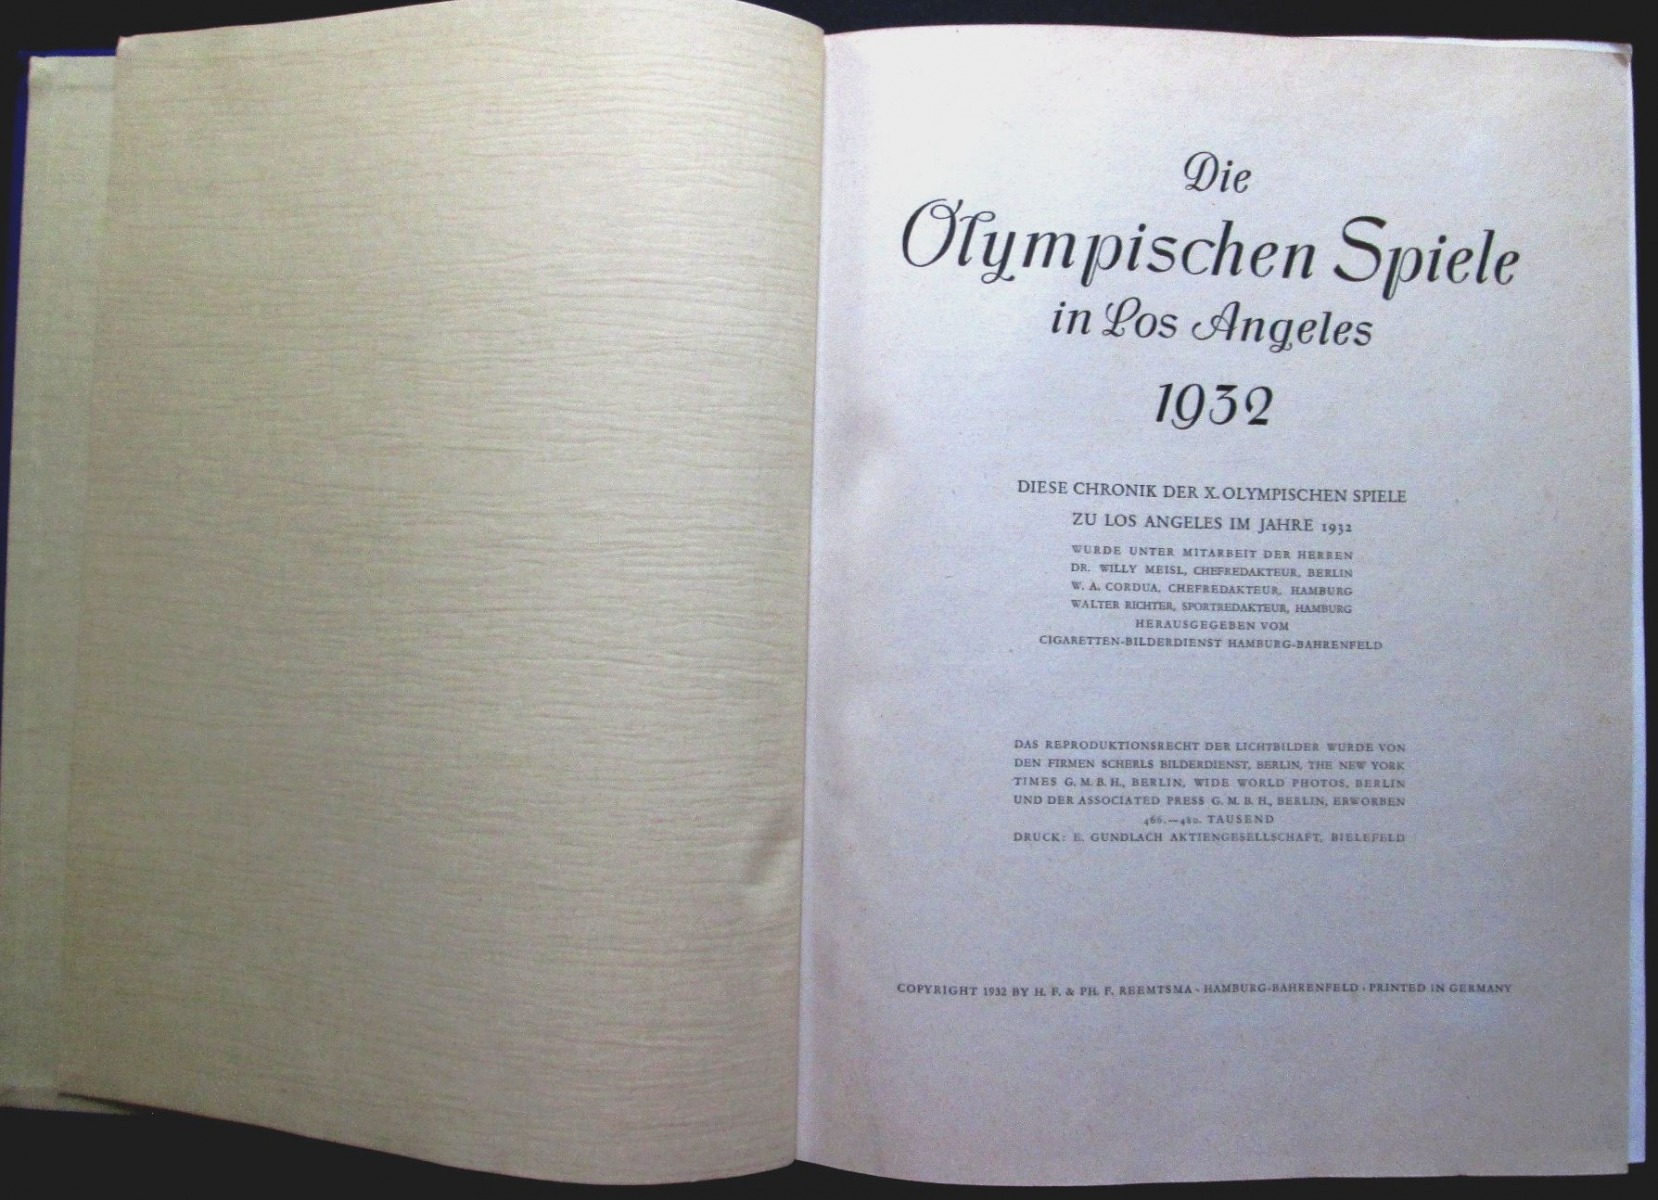 Die
Olympischen Spiele
in Los Angeles
1932
DIESE CHRONIK DER X. OLYMPISCHEN SPIELE
ZU LOS ANGELES IM JAHRE 1932
WURDE UNTER MITARBEIT DER HERREN
DR. WILLY MEISL, CHEFREDAKTEUR, BERLIN
W. A. CORDUA, CHEFREDAKTEUR, HAMBURG
WALTER RICHTER, SPORTREDAKTEUR, HAMBURG
HERAUSGEGEBEN VOM
CIGARETTEN-BILDERDIENST HAMBURG-BAHRENFELD
DAS REPRODUKTIONSRECHT DER LICHTBILDER WURDE VON
DEN FIRMEN SCHERLS BILDERDIENST, BERLIN, THE NEW YORK
TIMES G. M. B. H., BERLIN, WIDE WORLD PHOTOS, BERLIN
UND DER ASSOCIATED PRESS G. M. B. H., BERLIN, ERWORBEN
466.—480. TAUSEND
DRUCK: E. GUNDLACH AKTIENGESELLSCHAFT, BIELEFELD
COPYRIGHT 1932 BY H. F. & PH. F. REEMTSMA · HAMBURG-BAHRENFELD · PRINTED IN GERMANY